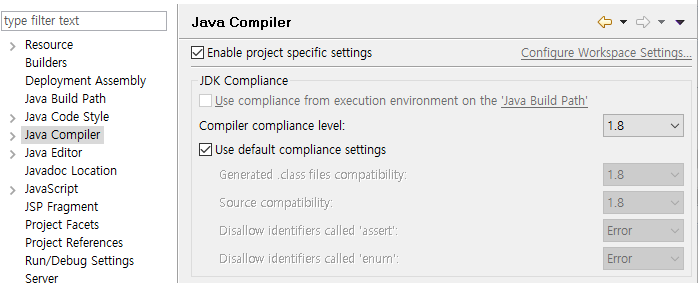 type filter text
Resource
Builders
Deployment Assembly
Java Build Path
Java Code Style
Java Compiler
Java Editor
Javadoc Location
JavaScript
JSP Fragment
Project Facets
Project References
Run/Debug Settings
Server
Java Compiler
Enable project specific settings
Configure Workspace Settings...
JDK Compliance
Use compliance from execution environment on the 'Java Build Path'
Compiler compliance level: 1.8
Use default compliance settings
Generated .class files compatibility: 1.8
Source compatibility: 1.8
Disallow identifiers called 'assert': Error
Disallow identifiers called 'enum': Error